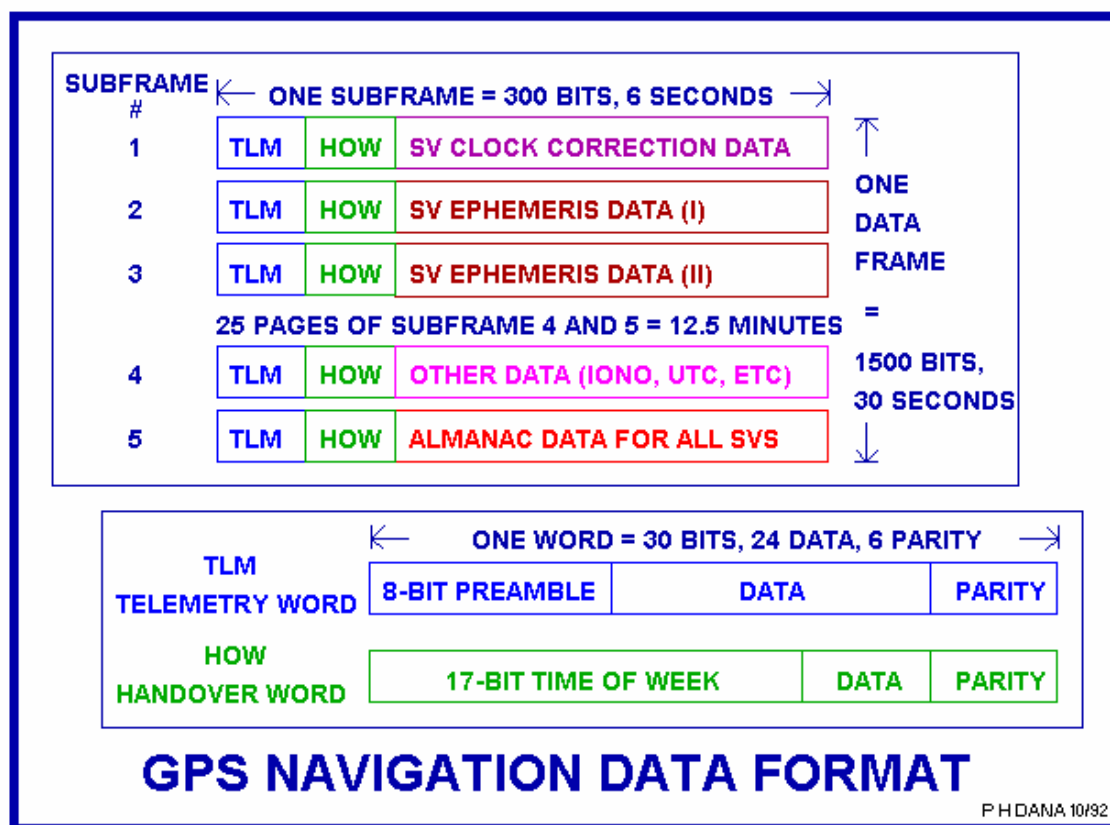 SUBFRAME
#
ONE SUBFRAME = 300 BITS, 6 SECONDS
1 TLM HOW SV CLOCK CORRECTION DATA
2 TLM HOW SV EPHEMERIS DATA (I)
3 TLM HOW SV EPHEMERIS DATA (II)
25 PAGES OF SUBFRAME 4 AND 5 = 12.5 MINUTES
4 TLM HOW OTHER DATA (IONO, UTC, ETC)
5 TLM HOW ALMANAC DATA FOR ALL SVS
ONE
DATA
FRAME
=
1500 BITS,
30 SECONDS
ONE WORD = 30 BITS, 24 DATA, 6 PARITY
TLM
TELEMETRY WORD
8-BIT PREAMBLE DATA PARITY
HOW
HANDOVER WORD
17-BIT TIME OF WEEK DATA PARITY
GPS NAVIGATION DATA FORMAT
P H DANA 10/92